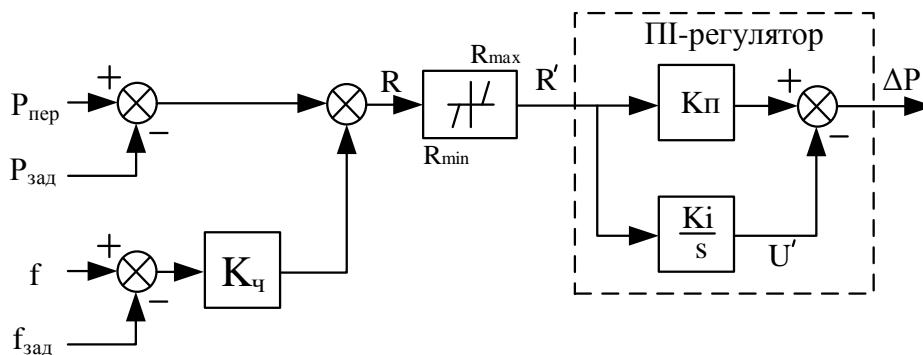 ПІ-регулятор
Rmax
R
R′
Rmin
+
−
Pпер
Pзад
Kп
+
−
ΔP
Ki
s
U′
+
−
f
fзад
Kч